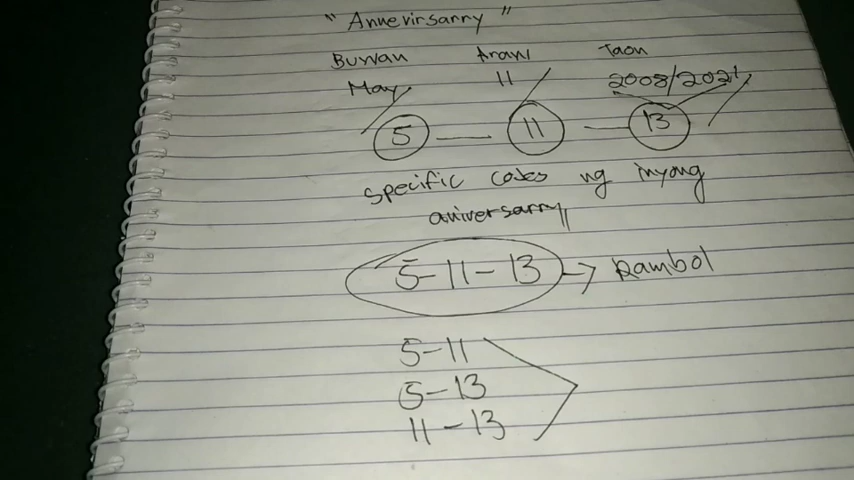 "Annevirsarry"
Buwan Araw Taon
May 11 2008/2021
5 — 11 — 13
specific codes ng inyong
aniversarry
5-11-13 → Rambol
5-11
5-13
11-13